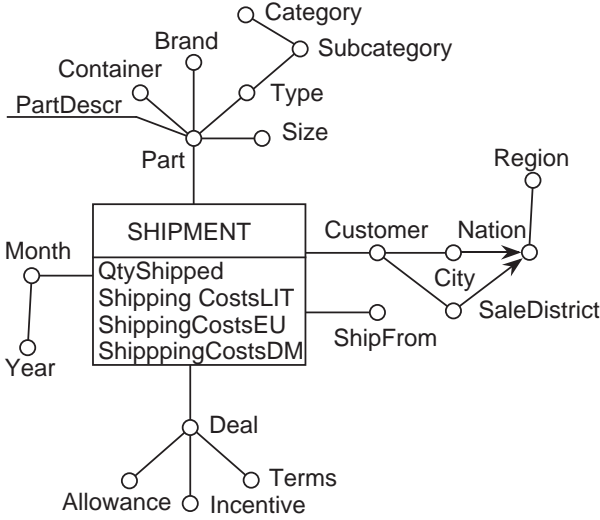 Category
Brand
Subcategory
Container
Type
PartDescr
Size
Part
Region
SHIPMENT
Customer
Nation
Month
QtyShipped
City
Shipping CostsLIT
SaleDistrict
ShippingCostsEU
ShipFrom
ShipppingCostsDM
Year
Deal
Terms
Allowance
Incentive